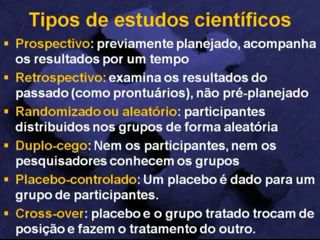 Tipos de estudos científicos
Prospectivo: previamente planejado, acompanha
os resultados por um tempo
Retrospectivo: examina os resultados do
passado (como prontuários), não pré-planejado
Randomizado ou aleatório: participantes
distribuidos nos grupos de forma aleatória
Duplo-cego: Nem os participantes, nem os
pesquisadores conhecem os grupos
Placebo-controlado: Um placebo é dado para um
grupo de participantes.
Cross-over: placebo e o grupo tratado trocam de
posição e fazem o tratamento do outro.